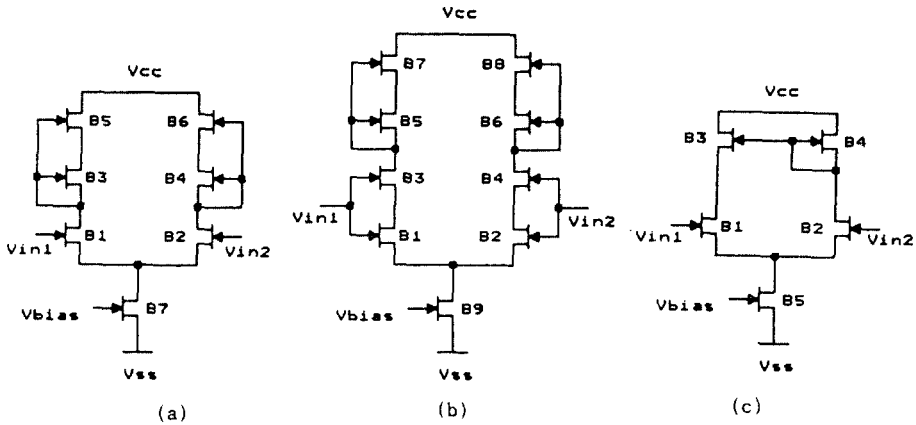 Vcc
B5
B6
B3
B4
Vin1
B1
B2
Vin2
Vbias
B7
Vss
(a)
Vcc
B7
B8
B5
B6
B3
B4
Vin1
Vin2
B1
B2
Vbias
B9
Vss
(b)
Vcc
B3
B4
Vin1
B1
B2
Vin2
Vbias
B5
Vss
(c)